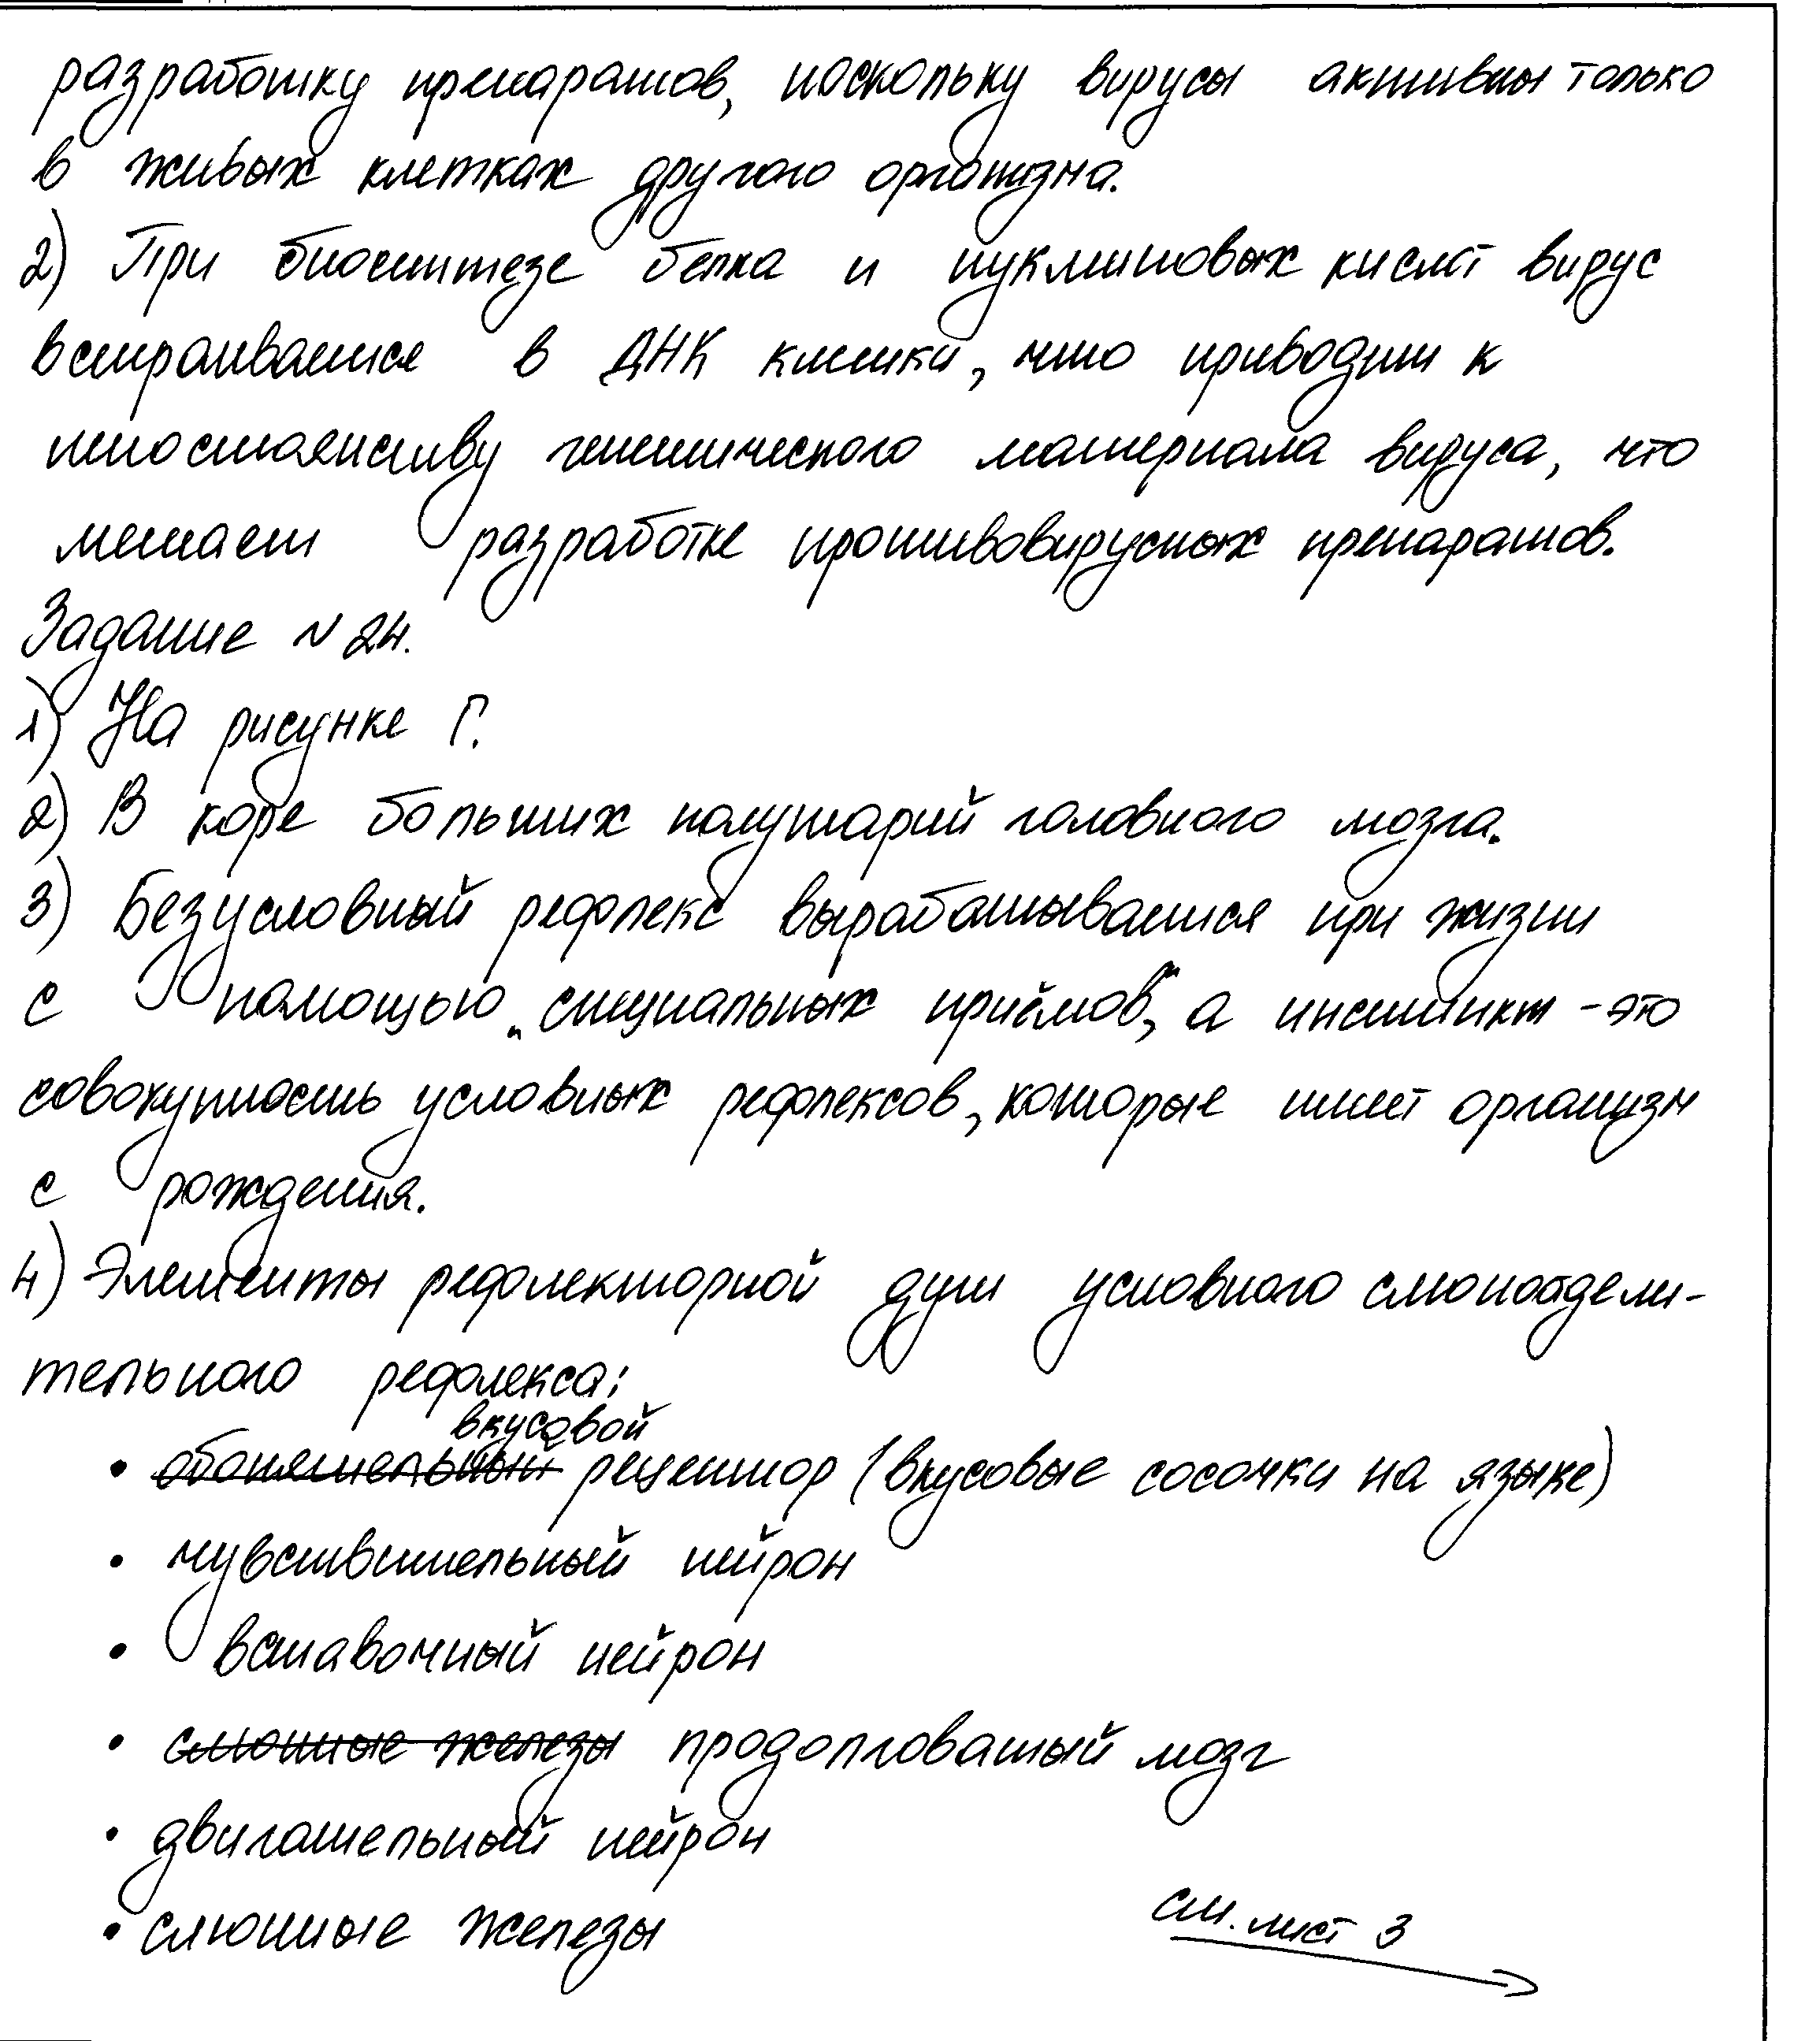 разработку препаратов, поскольку вирусы активны только
в живых клетках другого организма.
2) При биосинтезе белка и нуклеиновых кислот вирус
встраивается в ДНК клетки, что приводит к
непостоянству генетического материала вируса, что
мешает разработке противовирусных препаратов.
Задание №24.
1) На рисунке Г.
2) В коре больших полушарий головного мозга.
3) Безусловный рефлекс вырабатывается при жизни
с помощью „специальных приёмов", а инстинкт - это
совокупность условных рефлексов, которые имеет организм
с рождения.
4) Элементы рефлекторной дуги условного слюноотдели-
тельного рефлекса:
вкусовой
• обонятельный рецептор (вкусовые сосочки на языке)
• чувствительный нейрон
• вставочный нейрон
• слюнные железы продолговатый мозг
• двигательный нейрон
• слюнные железы
см. лист 3